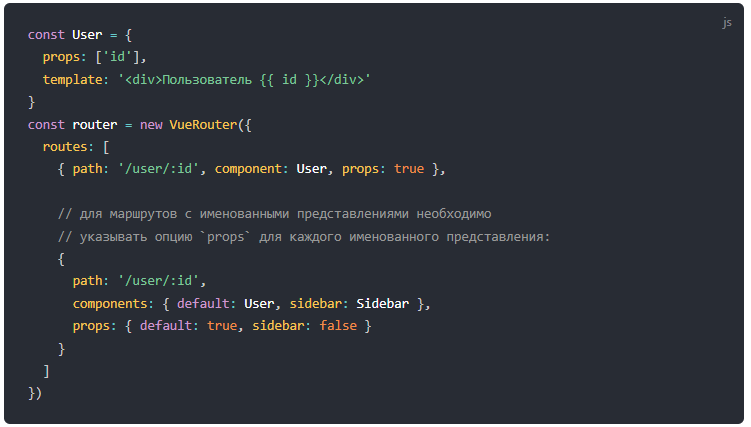 js
const User = {
  props: ['id'],
  template: '<div>Пользователь {{ id }}</div>'
}
const router = new VueRouter({
  routes: [
    { path: '/user/:id', component: User, props: true },

    // для маршрутов с именованными представлениями необходимо
    // указывать опцию `props` для каждого именованного представления:
    {
      path: '/user/:id',
      components: { default: User, sidebar: Sidebar },
      props: { default: true, sidebar: false }
    }
  ]
})